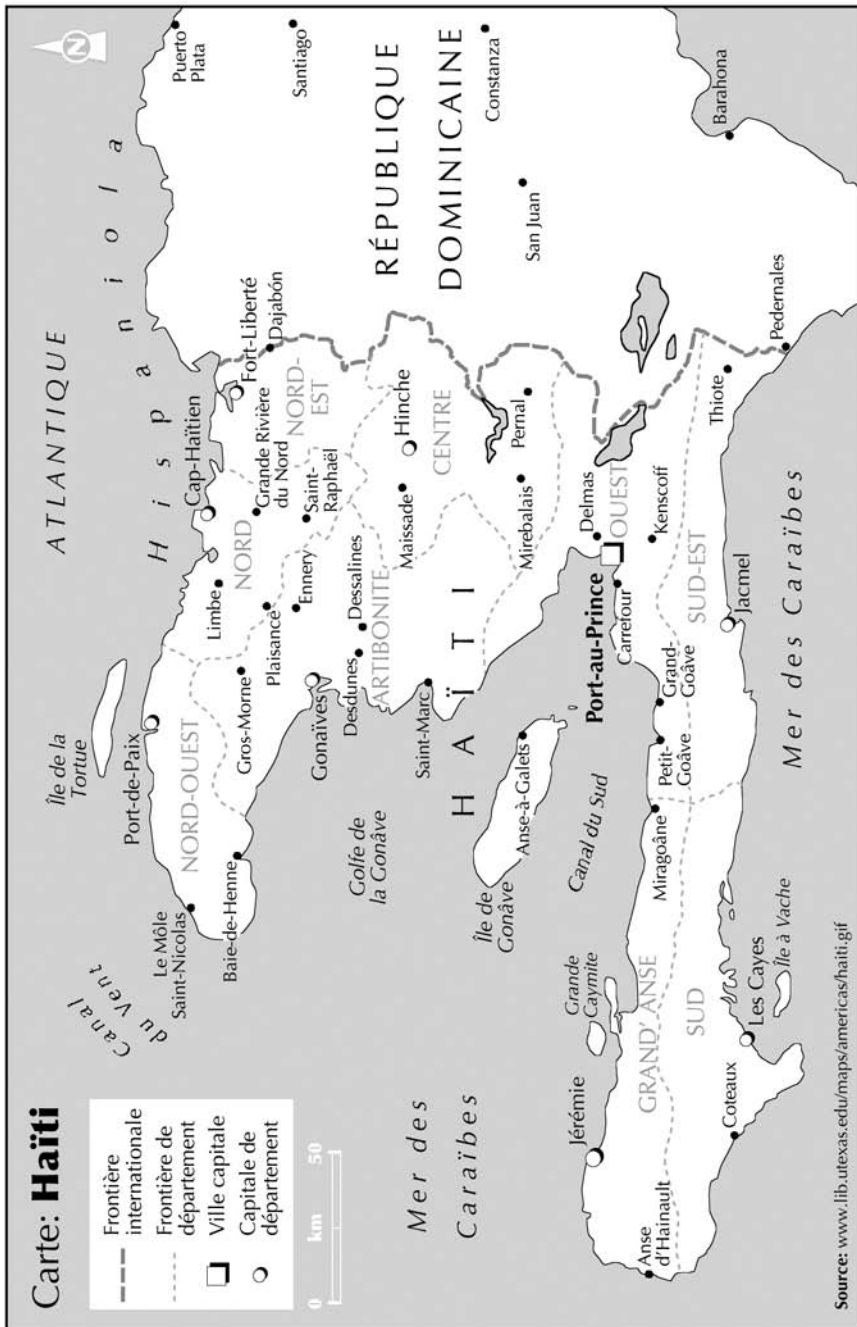 Carte: Haïti
Frontière
internationale
Frontière de
département
Ville capitale
Capitale de
département
0 km 50
N
ATLANTIQUE
Hispaniola
Canal
du Vent
Île de la
Tortue
Port-de-Paix
Le Môle
Saint-Nicolas
NORD-OUEST
Baie-de-Henne
Gros-Morne
Cap-Haïtien
Limbe
NORD
Plaisance
Grande Rivière
du Nord
Saint-
Raphaël
Ennery
Fort-Liberté
Dajabón
NORD-
EST
Puerto
Plata
Santiago
Gonaïves
Desdunes
Dessalines
ARTIBONITE
Saint-Marc
Maissade
Hinche
CENTRE
RÉPUBLIQUE
DOMINICAINE
Constanza
San Juan
Golfe de
la Gonâve
HAÏTI
Mirebalais
Pernal
Île de
Gonâve
Anse-à-Galets
Canal du Sud
Mer des
Caraïbes
Port-au-Prince
Delmas
OUEST
Carrefour
Kenscoff
Jérémie
Grande
Caymite
Anse
d'Hainault
GRAND' ANSE
Miragoâne
Petit-
Goâve
Grand-
Goâve
SUD-EST
Thiote
Pedernales
Barahona
SUD
Coteaux
Les Cayes
Île à Vache
Jacmel
Mer des Caraïbes
Source: www.lib.utexas.edu/maps/americas/haiti.gif